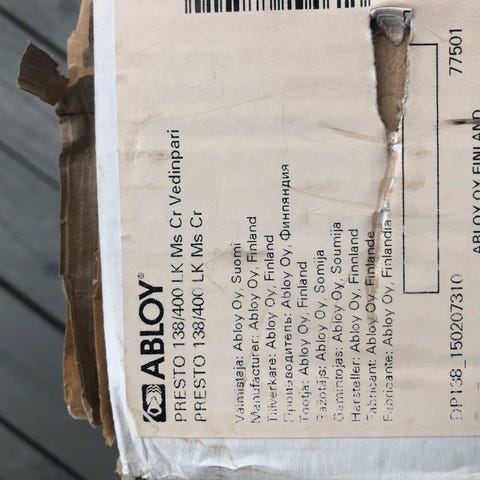 ABLOY®
PRESTO 138/400 LK Ms Cr Vedinpari
PRESTO 138/400 LK Ms Cr
Valmistaja: Abloy Oy, Suomi
Manufacturer: Abloy Oy, Finland
Tillverkare: Abloy Oy, Finland
Производитель: Abloy Oy, Финляндия
Tootja: Abloy Oy, Finland
Ražotājs: Abloy Oy, Somija
Gamintojas: Abloy Oy, Soumija
Hersteller: Abloy Oy, Finnland
Fabricant: Abloy Oy, Finlande
Fabricante: Abloy Oy, Finlandia
DP138_150207310
77501
ABLOY OY FINLAND